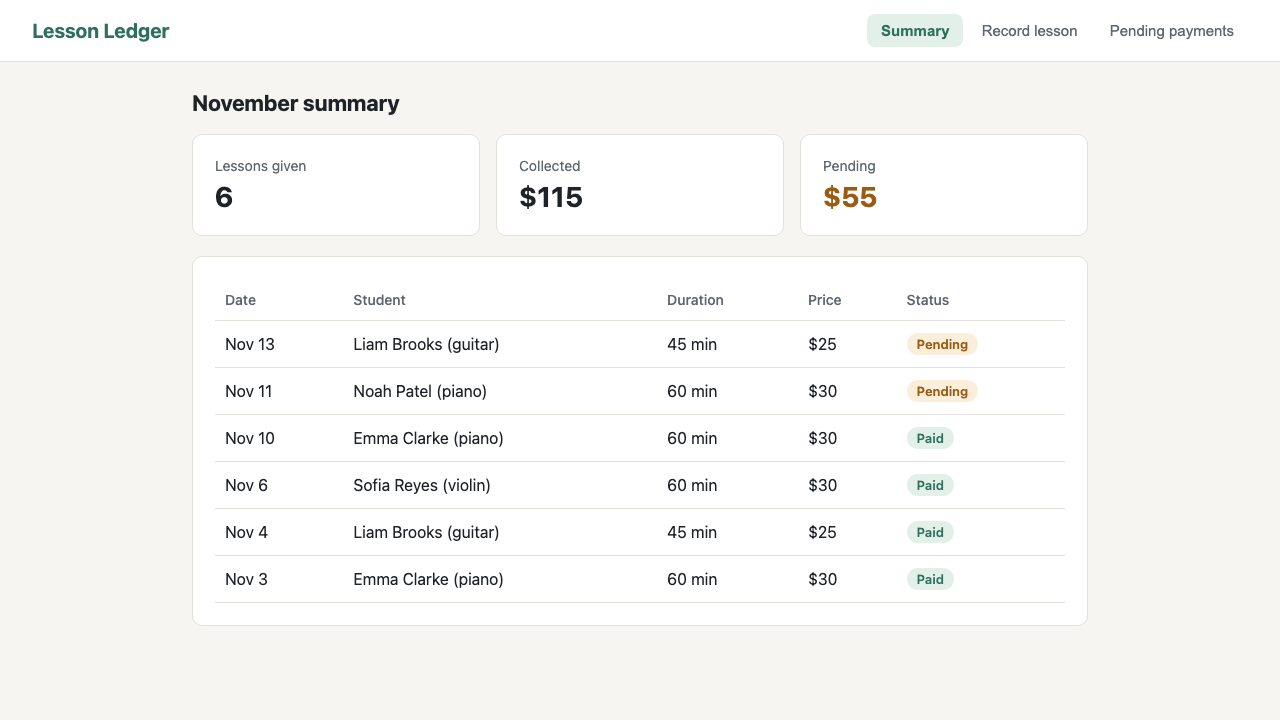 Lesson Ledger Summary Record lesson Pending payments
November summary
Lessons given Collected Pending
6 $115 $55
Date Student Duration Price Status
Nov 13 Liam Brooks (guitar) 45 min $25 Pending
Nov 11 Noah Patel (piano) 60 min $30 Pending
Nov 10 Emma Clarke (piano) 60 min $30 Paid
Nov 6 Sofia Reyes (violin) 60 min $30 Paid
Nov 4 Liam Brooks (guitar) 45 min $25 Paid
Nov 3 Emma Clarke (piano) 60 min $30 Paid